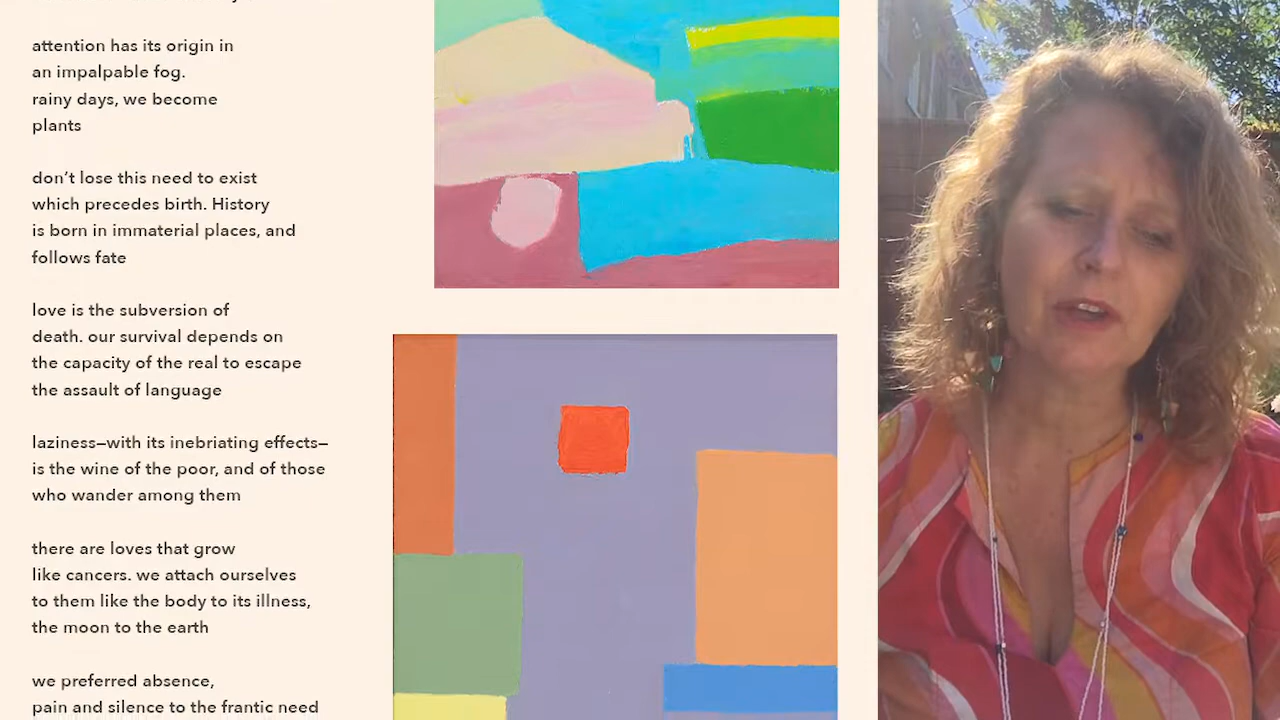 attention has its origin in
an impalpable fog.
rainy days, we become
plants
don’t lose this need to exist
which precedes birth. History
is born in immaterial places, and
follows fate
love is the subversion of
death. our survival depends on
the capacity of the real to escape
the assault of language
laziness—with its inebriating effects—
is the wine of the poor, and of those
who wander among them
there are loves that grow
like cancers. we attach ourselves
to them like the body to its illness,
the moon to the earth
we preferred absence,
pain and silence to the frantic need